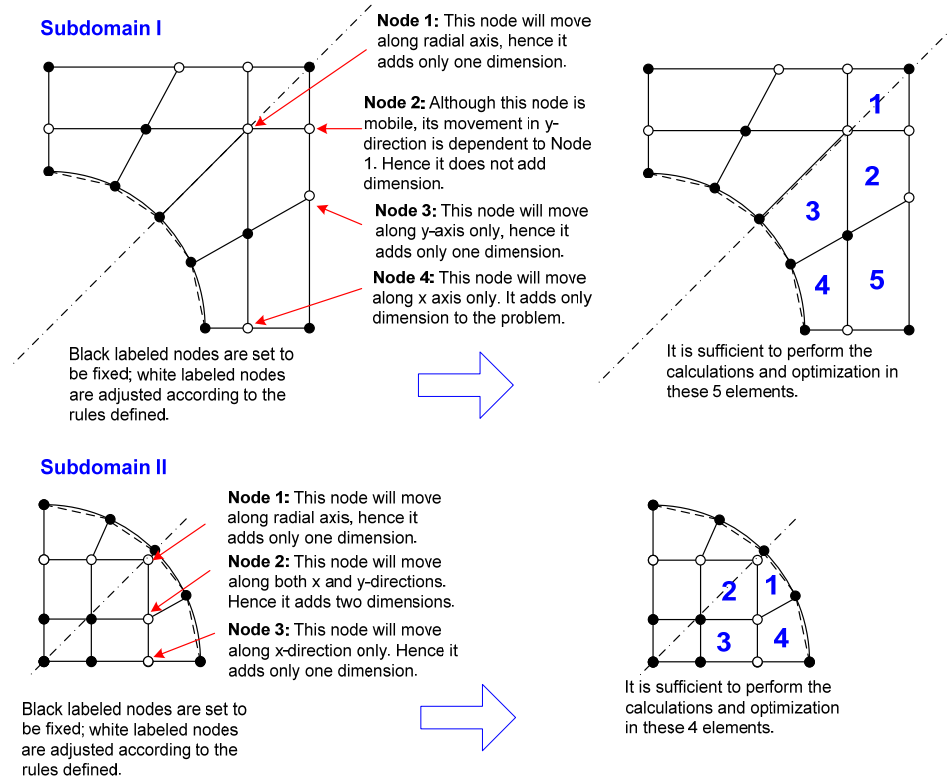 Subdomain I
Node 1: This node will move
along radial axis, hence it
adds only one dimension.
Node 2: Although this node is
mobile, its movement in y-
direction is dependent to Node
1. Hence it does not add
dimension.
Node 3: This node will move
along y-axis only, hence it
adds only one dimension.
Node 4: This node will move
along x axis only. It adds only
dimension to the problem.
Black labeled nodes are set to
be fixed; white labeled nodes
are adjusted according to the
rules defined.
1
2
3
4
5
It is sufficient to perform the
calculations and optimization in
these 5 elements.
Subdomain II
Node 1: This node will move
along radial axis, hence it
adds only one dimension.
Node 2: This node will move
along both x and y-directions.
Hence it adds two dimensions.
Node 3: This node will move
along x-direction only. Hence it
adds only one dimension.
Black labeled nodes are set to
be fixed; white labeled nodes
are adjusted according to the
rules defined.
2
1
3
4
It is sufficient to perform the
calculations and optimization
in these 4 elements.